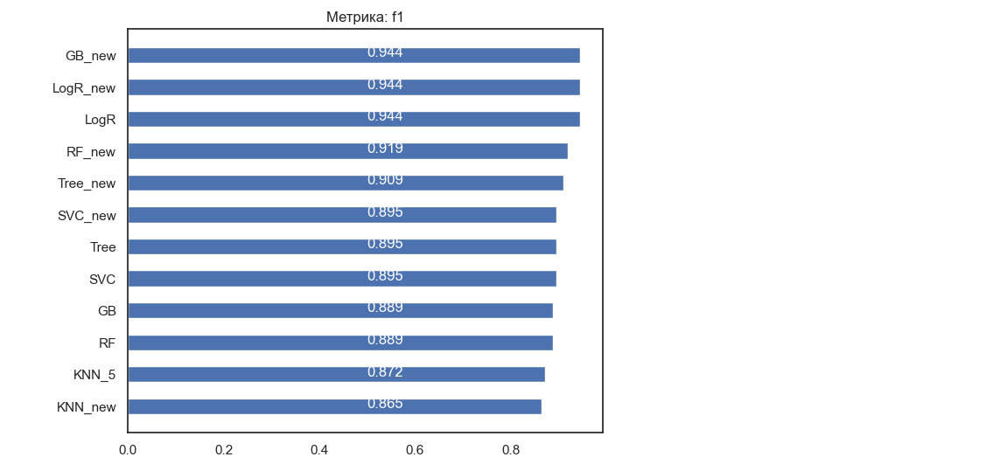 Метрика: f1
GB_new 0.944
LogR_new 0.944
LogR 0.944
RF_new 0.919
Tree_new 0.909
SVC_new 0.895
Tree 0.895
SVC 0.895
GB 0.889
RF 0.889
KNN_5 0.872
KNN_new 0.865
0.0 0.2 0.4 0.6 0.8